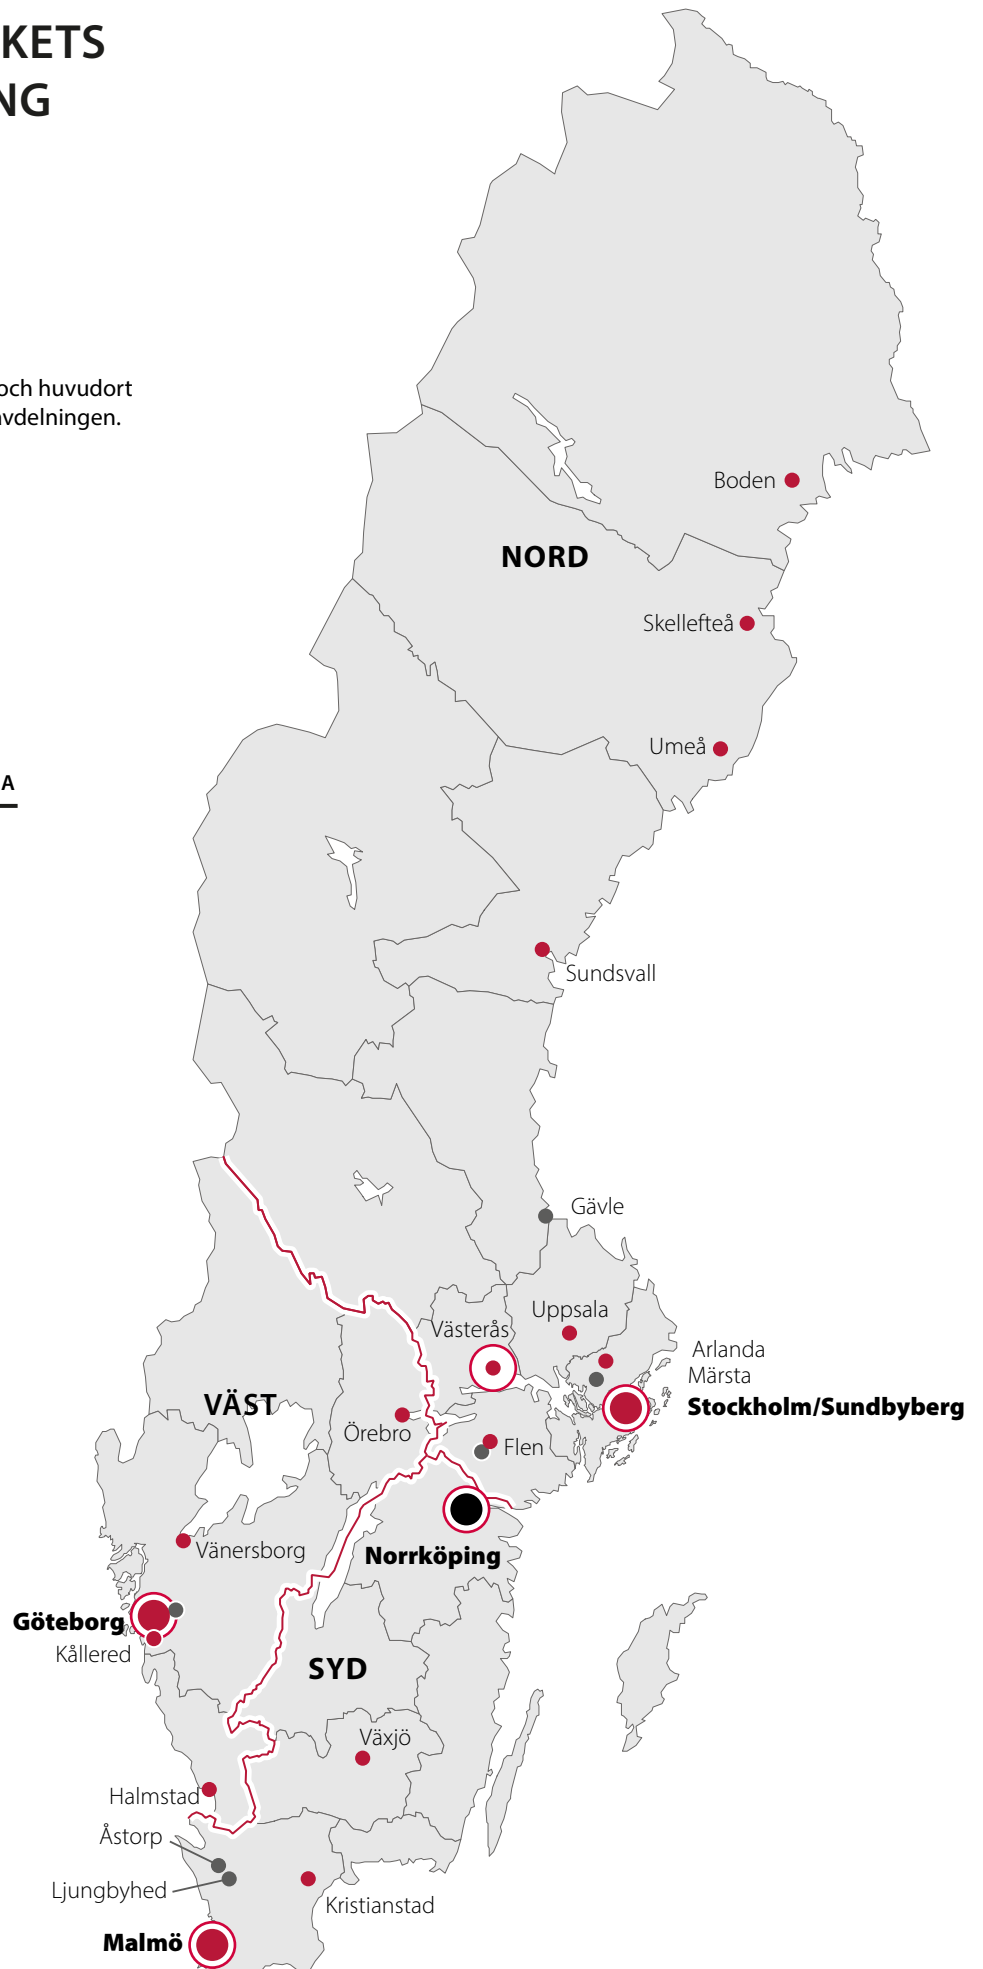 KETS
NG
och huvudort
avdelningen.
Boden
NORD
Skellefteå
Umeå
A
Sundsvall
Gävle
Uppsala
Västerås
Arlanda
Märsta
VÄST
Stockholm/Sundbyberg
Örebro
Flen
Vänersborg
Norrköping
Göteborg
Kållered
SYD
Växjö
Halmstad
Åstorp
Ljungbyhed
Kristianstad
Malmö